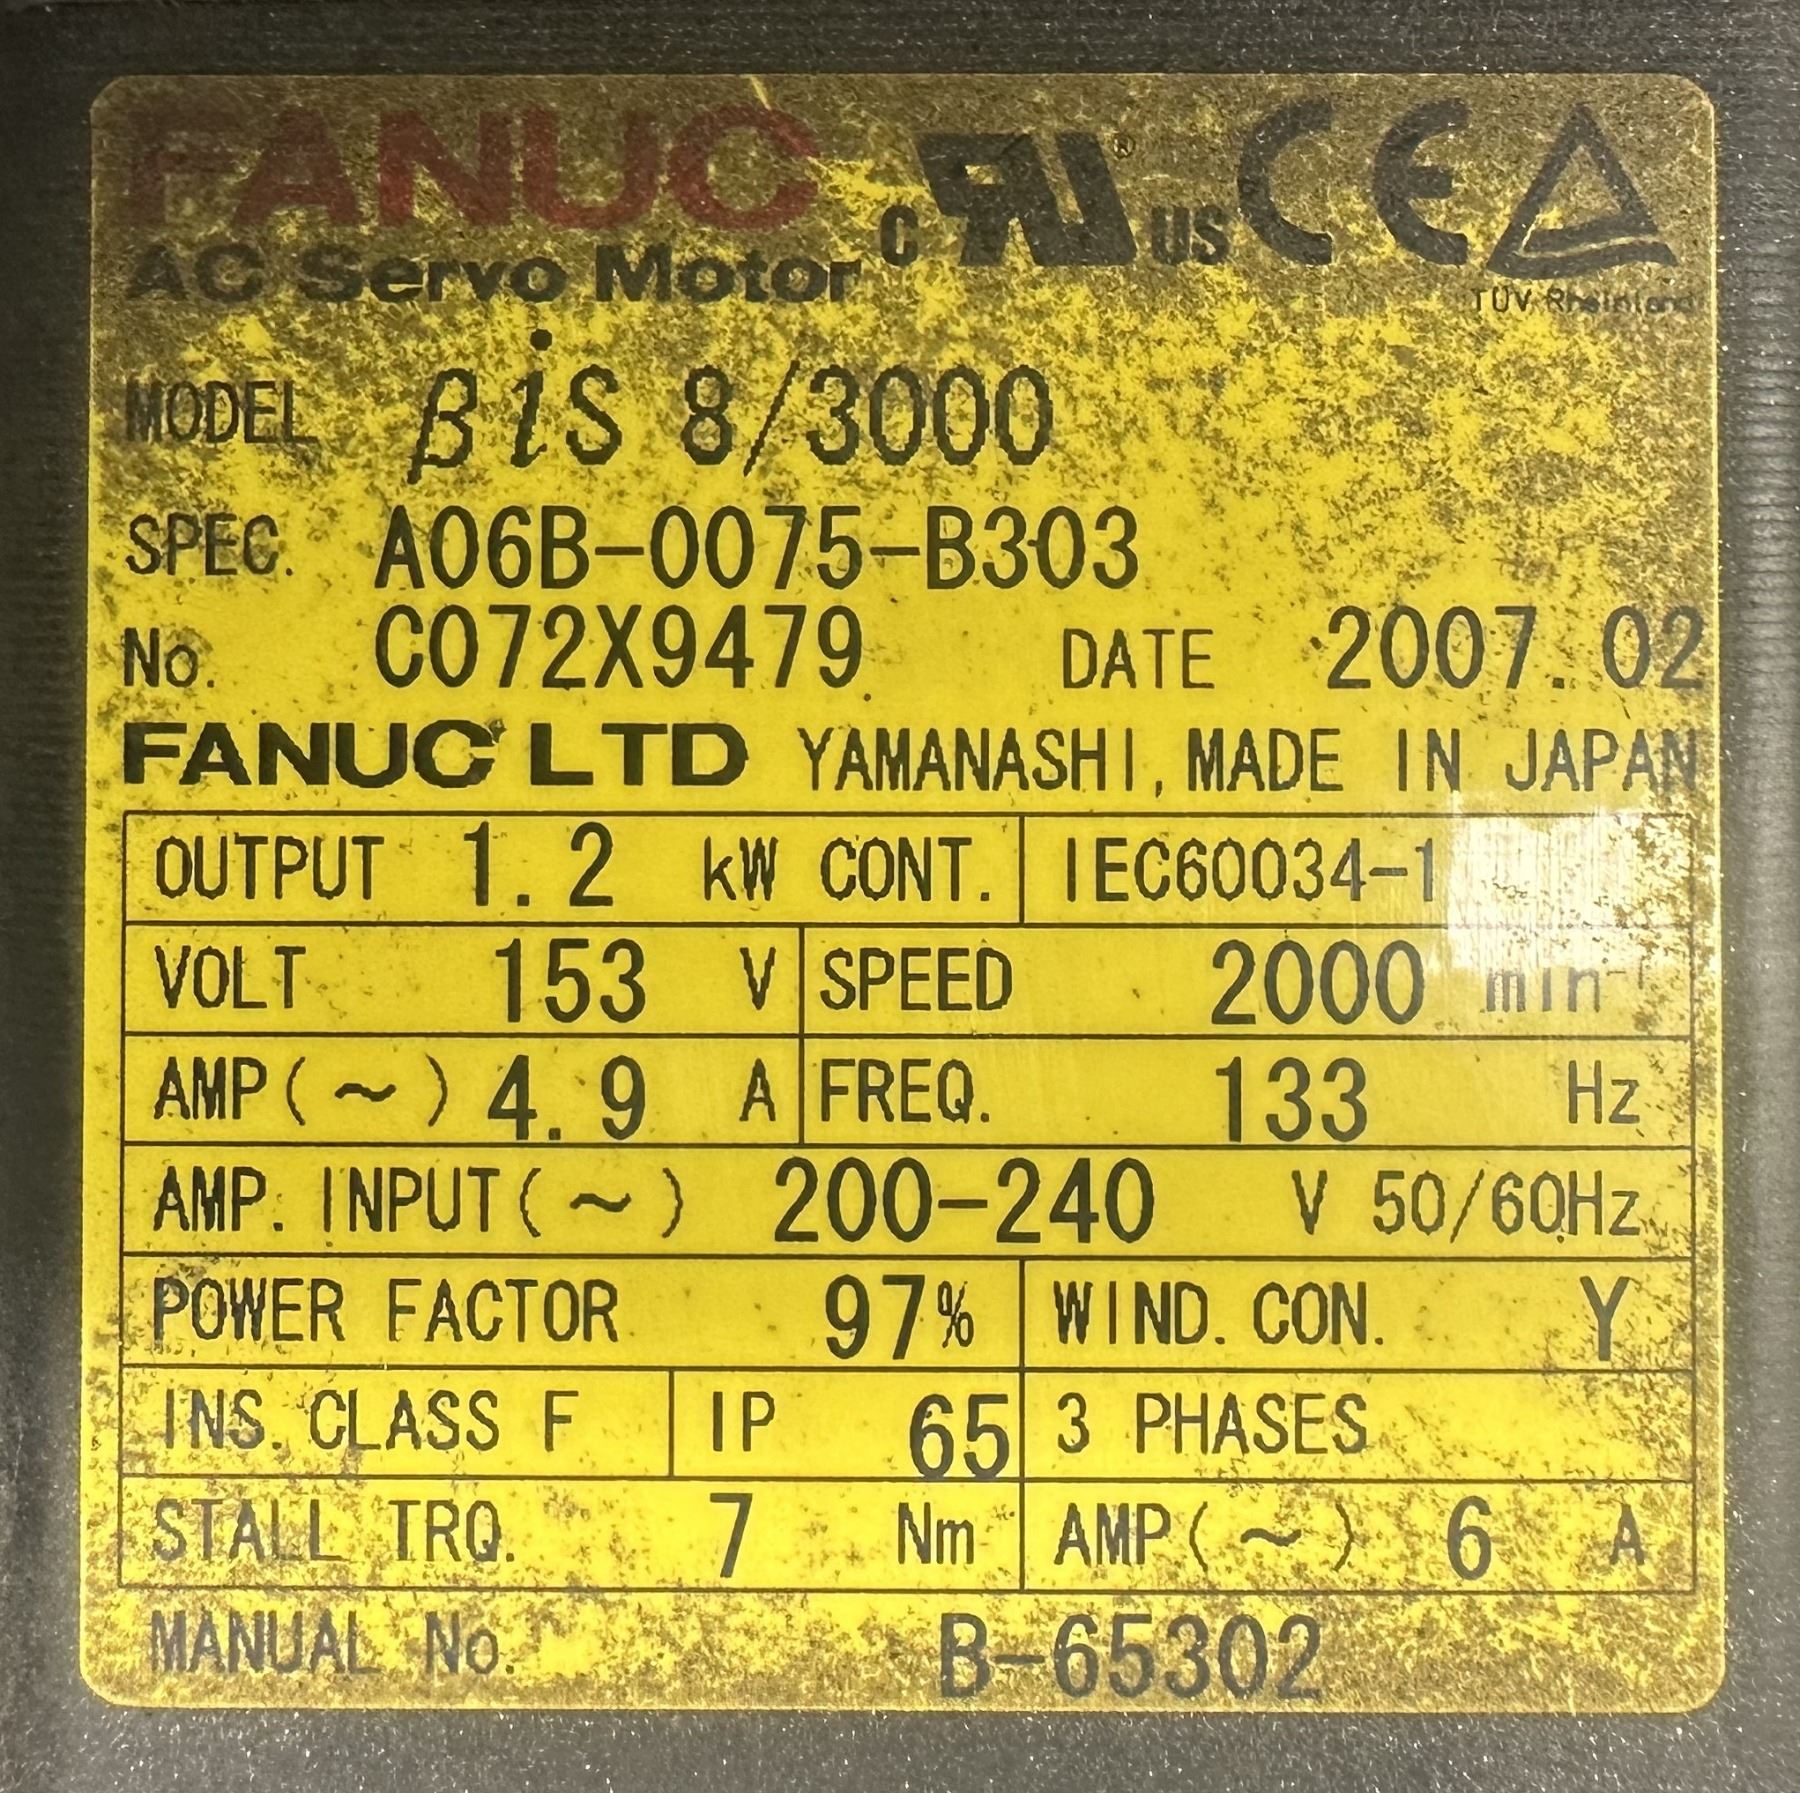 FANUC c RU ® US CE
AC Servo Motor
TÜV Rheinland
MODEL βiS 8/3000
SPEC. A06B-0075-B303
No. C072X9479 DATE 2007.02
FANUC LTD YAMANASHI, MADE IN JAPAN
OUTPUT 1.2 kW CONT. IEC60034-1
VOLT 153 V SPEED 2000 min⁻¹
AMP(~) 4.9 A FREQ. 133 Hz
AMP. INPUT(~) 200-240 V 50/60Hz
POWER FACTOR 97% WIND. CON. Y
INS. CLASS F IP 65 3 PHASES
STALL TRQ. 7 Nm AMP(~) 6 A
MANUAL No. B-65302